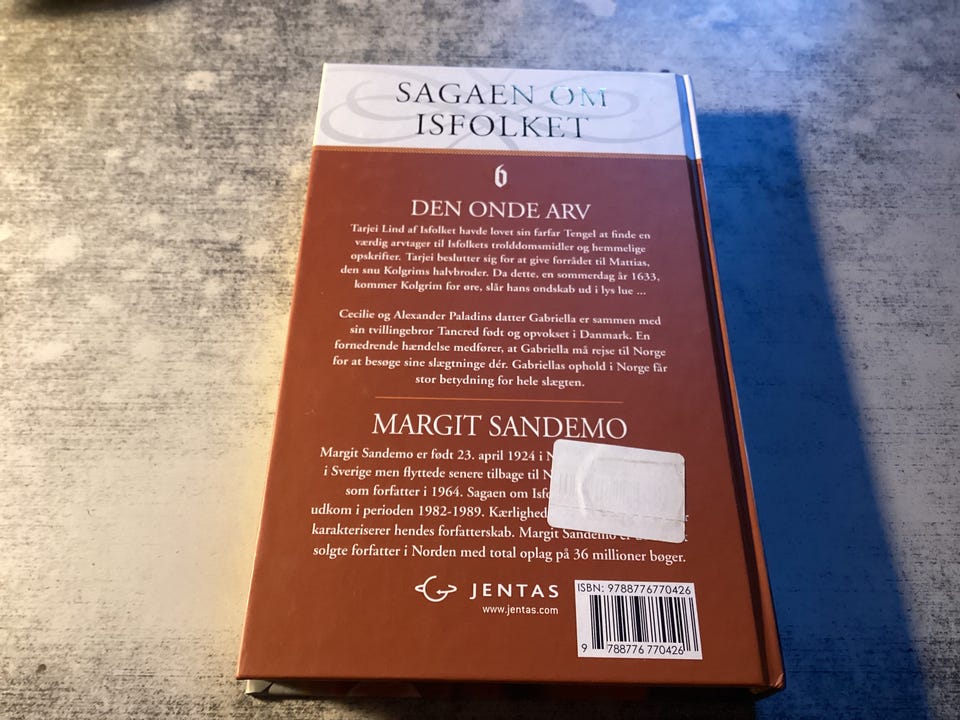 SAGAEN OM
ISFOLKET
6
DEN ONDE ARV
Tarjei Lind af Isfolket havde lovet sin farfar Tengel at finde en
værdig arvtager til Isfolkets trolddomsmidler og hemmelige
opskrifter. Tarjei beslutter sig for at give forrådet til Mattias,
den snu Kolgrims halvbroder. Da dette, en sommerdag år 1633,
kommer Kolgrim for øre, slår hans ondskab ud i lys lue ...
Cecilie og Alexander Paladins datter Gabriella er sammen med
sin tvillingebror Tancred født og opvokset i Danmark. En
fornedrende hændelse medfører, at Gabriella må rejse til Norge
for at besøge sine slægtninge dér. Gabriellas ophold i Norge får
stor betydning for hele slægten.
MARGIT SANDEMO
Margit Sandemo er født 23. april 1924 i
i Sverige men flyttede senere tilbage til
som forfatter i 1964. Sagaen om
udkom i perioden 1982-1989.
karakteriserer hendes forfatterskab. Margit Sandemo er
solgte forfatter i Norden med total oplag på 36 millioner bøger.
JENTAS
www.jentas.com
ISBN: 9788776770426
9 788776 770426